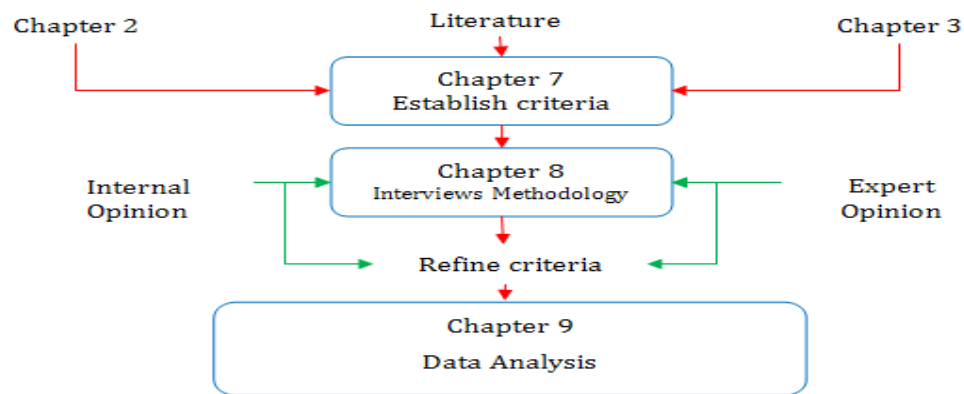 Literature
Chapter 2
Chapter 3
Chapter 7
Establish criteria
Chapter 8
Interviews Methodology
Internal
Opinion
Expert
Opinion
Refine criteria
Chapter 9
Data Analysis